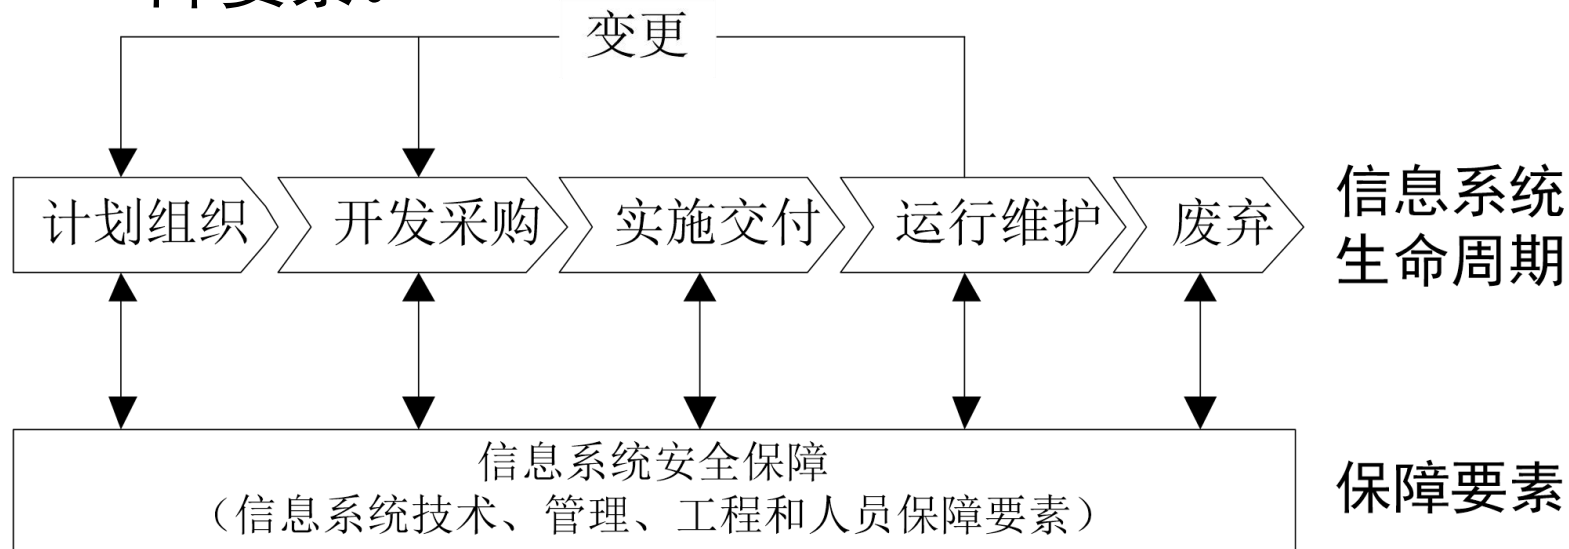 变更
计划组织
开发采购
实施交付
运行维护
废弃
信息系统
生命周期
信息系统安全保障
（信息系统技术、管理、工程和人员保障要素）
保障要素